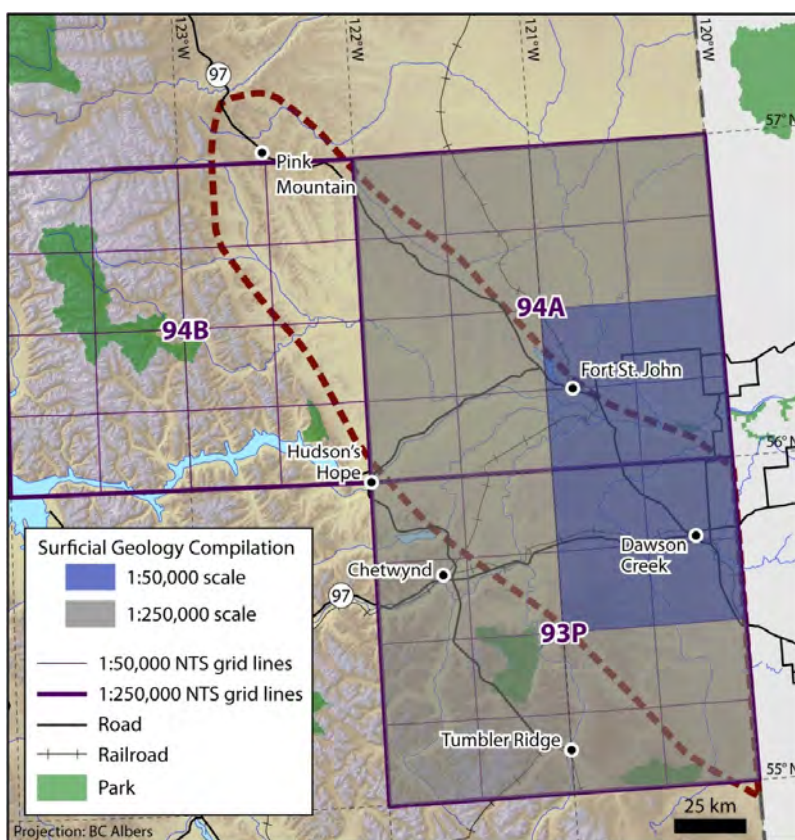 123°W
122°W
121°W
120°W
97
57°N
Pink
Mountain
94A
94B
Fort St. John
56°N
Hudson's
Hope
Surficial Geology Compilation
1:50,000 scale
1:250,000 scale
1:50,000 NTS grid lines
1:250,000 NTS grid lines
Road
Railroad
Park
Dawson
Creek
Chetwynd
97
93P
Tumbler Ridge
55°N
25 km
Projection: BC Albers